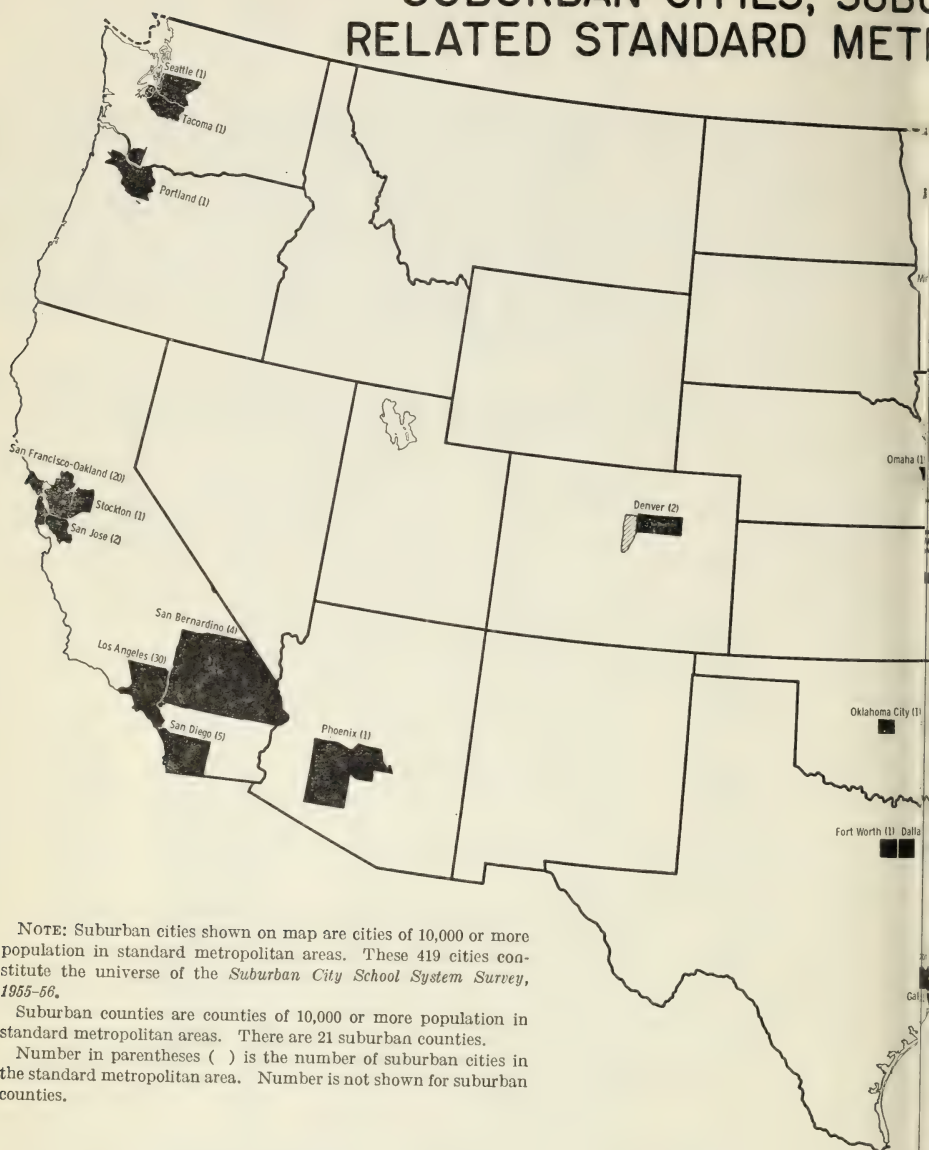 SUBURBAN CITIES,
RELATED STANDARD
Seattle (1)
Tacoma (1)
Portland (1)
San Francisco-Oakland (20)
Stockton (1)
San Jose (2)
Denver (2)
Omaha (1
San Bernardino (4)
Los Angeles (30)
San Diego (5)
Phoenix (1)
Oklahoma City (1)
Fort Worth (1) Dalla
NOTE: Suburban cities shown on map are cities of 10,000 or more
population in standard metropolitan areas. These 419 cities con-
stitute the universe of the Suburban City School System Survey,
1955-56.
Suburban counties are counties of 10,000 or more population in
standard metropolitan areas. There are 21 suburban counties.
Number in parentheses ( ) is the number of suburban cities in
the standard metropolitan area. Number is not shown for suburban
counties.